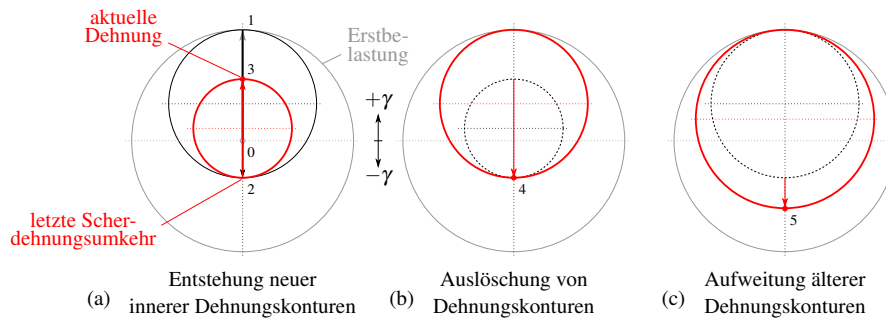 aktuelle
Dehnung
1
3
0
2
Erstbe-
lastung
+γ
−γ
letzte Scher-
dehnungsumkehr
4
5
(a) Entstehung neuer
innerer Dehnungskonturen
(b) Auslöschung von
Dehnungskonturen
(c) Aufweitung älterer
Dehnungskonturen